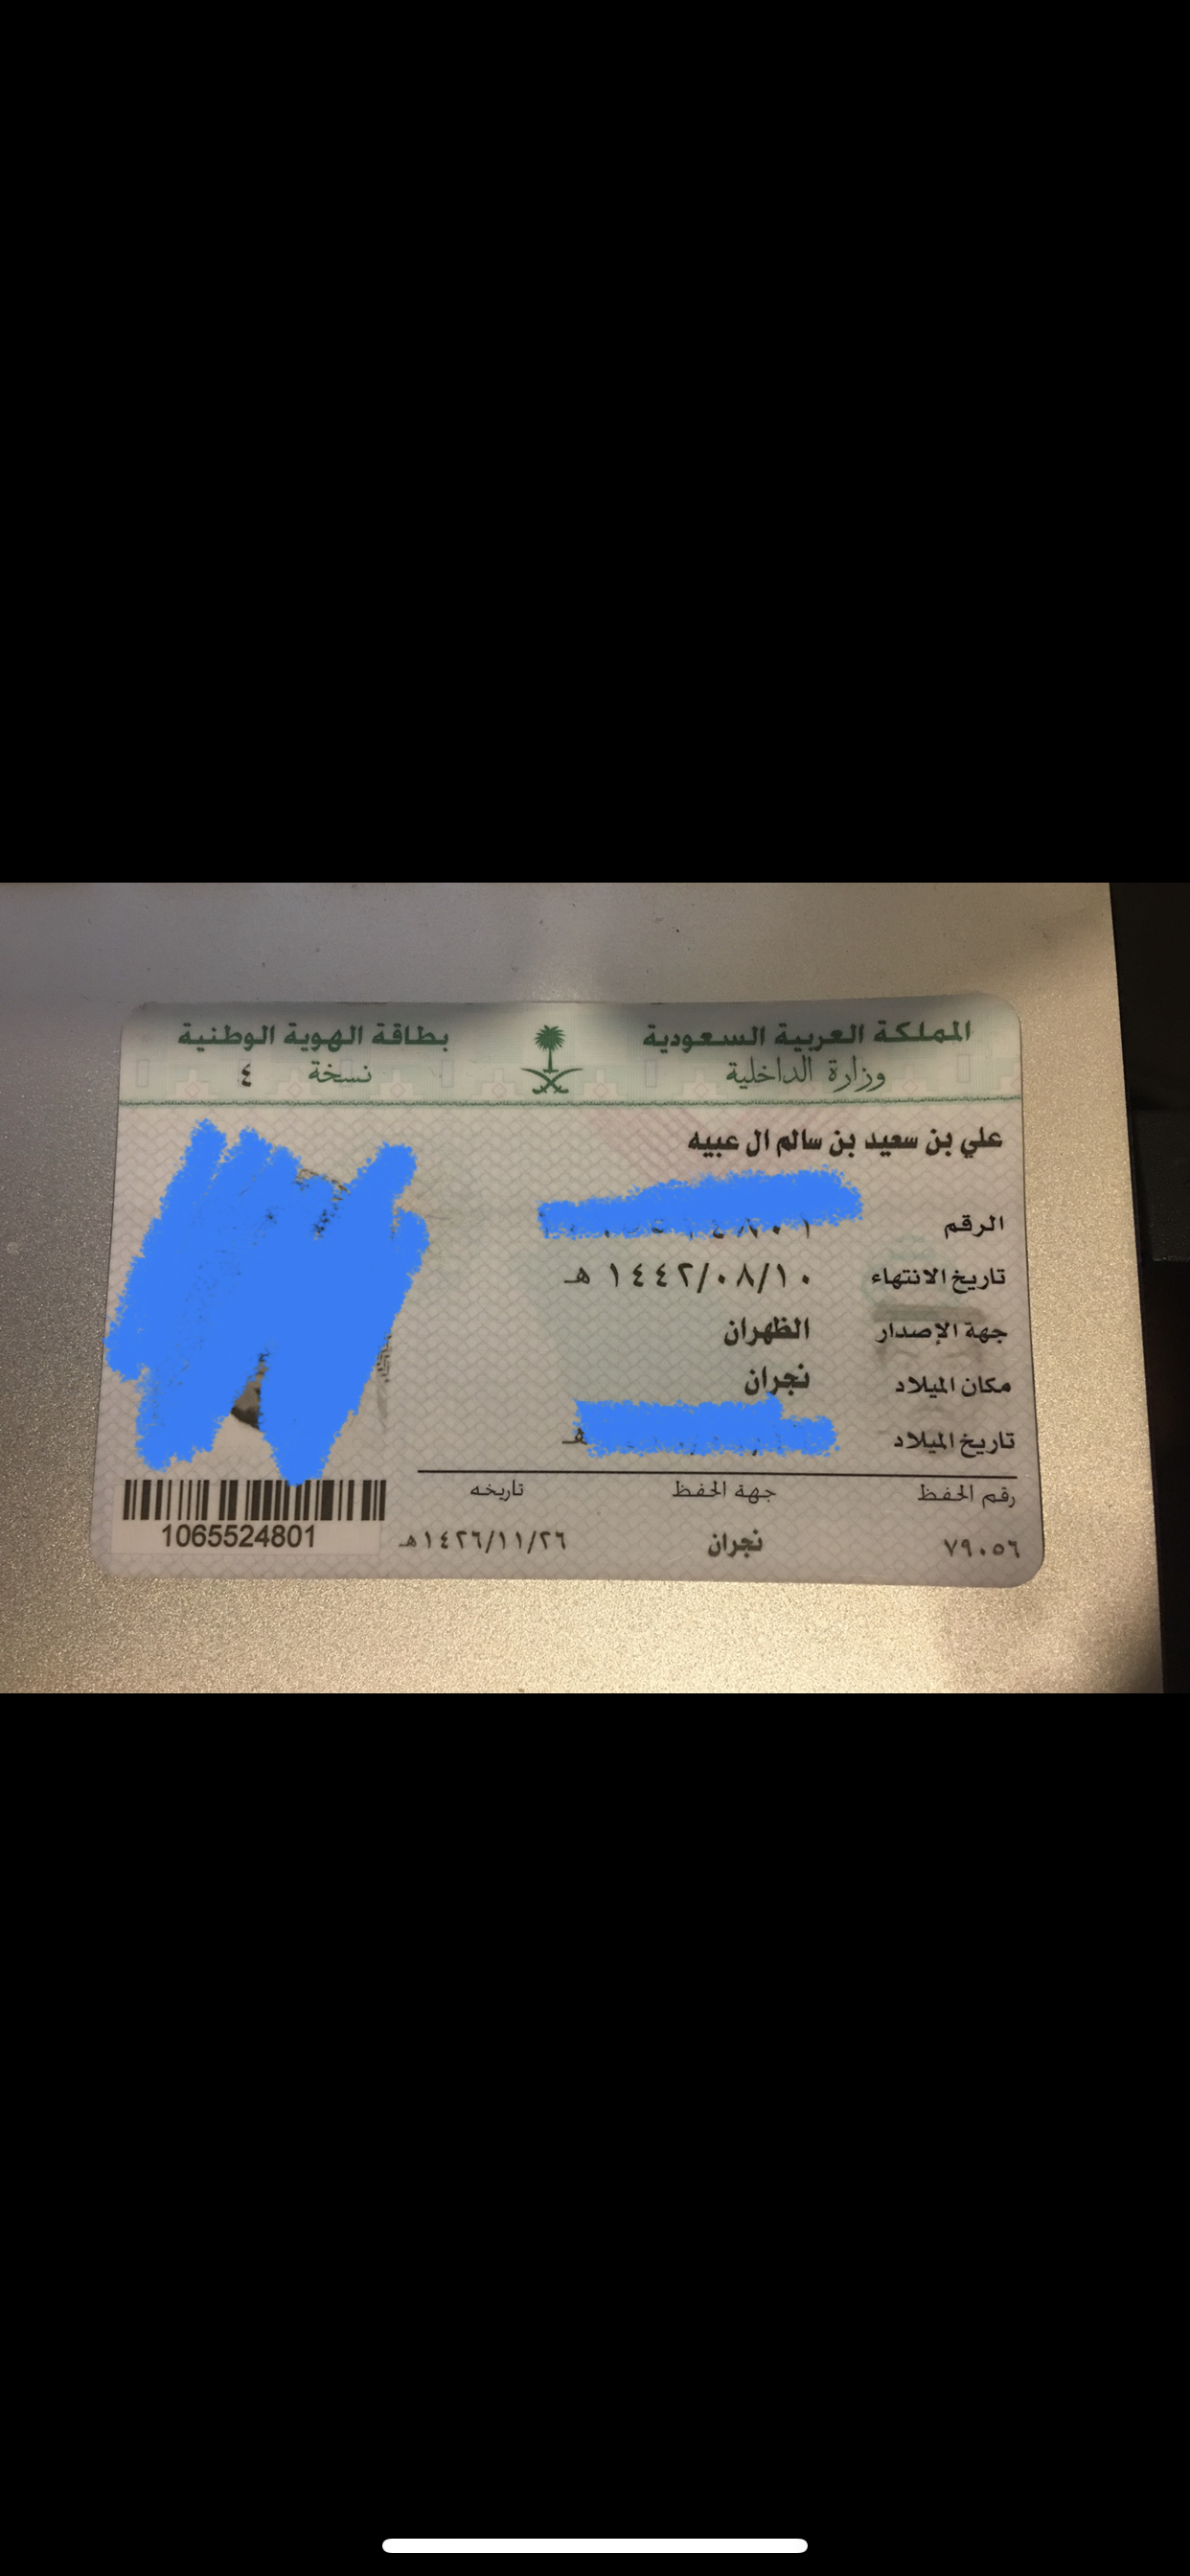 المملكة العربية السعودية
بطاقة الهوية الوطنية
وزارة الداخلية
نسخة ٤
علي بن سعيد بن سالم ال عبيه
الرقم
تاريخ الانتهاء ١٤٤٢/٠٨/١٠ هـ
جهة الإصدار الظهران
مكان الميلاد نجران
تاريخ الميلاد هـ
رقم الحفظ جهة الحفظ تاريخه
٧٩٠٥٦ نجران ١٤٢٦/١١/٢٦هـ
1065524801